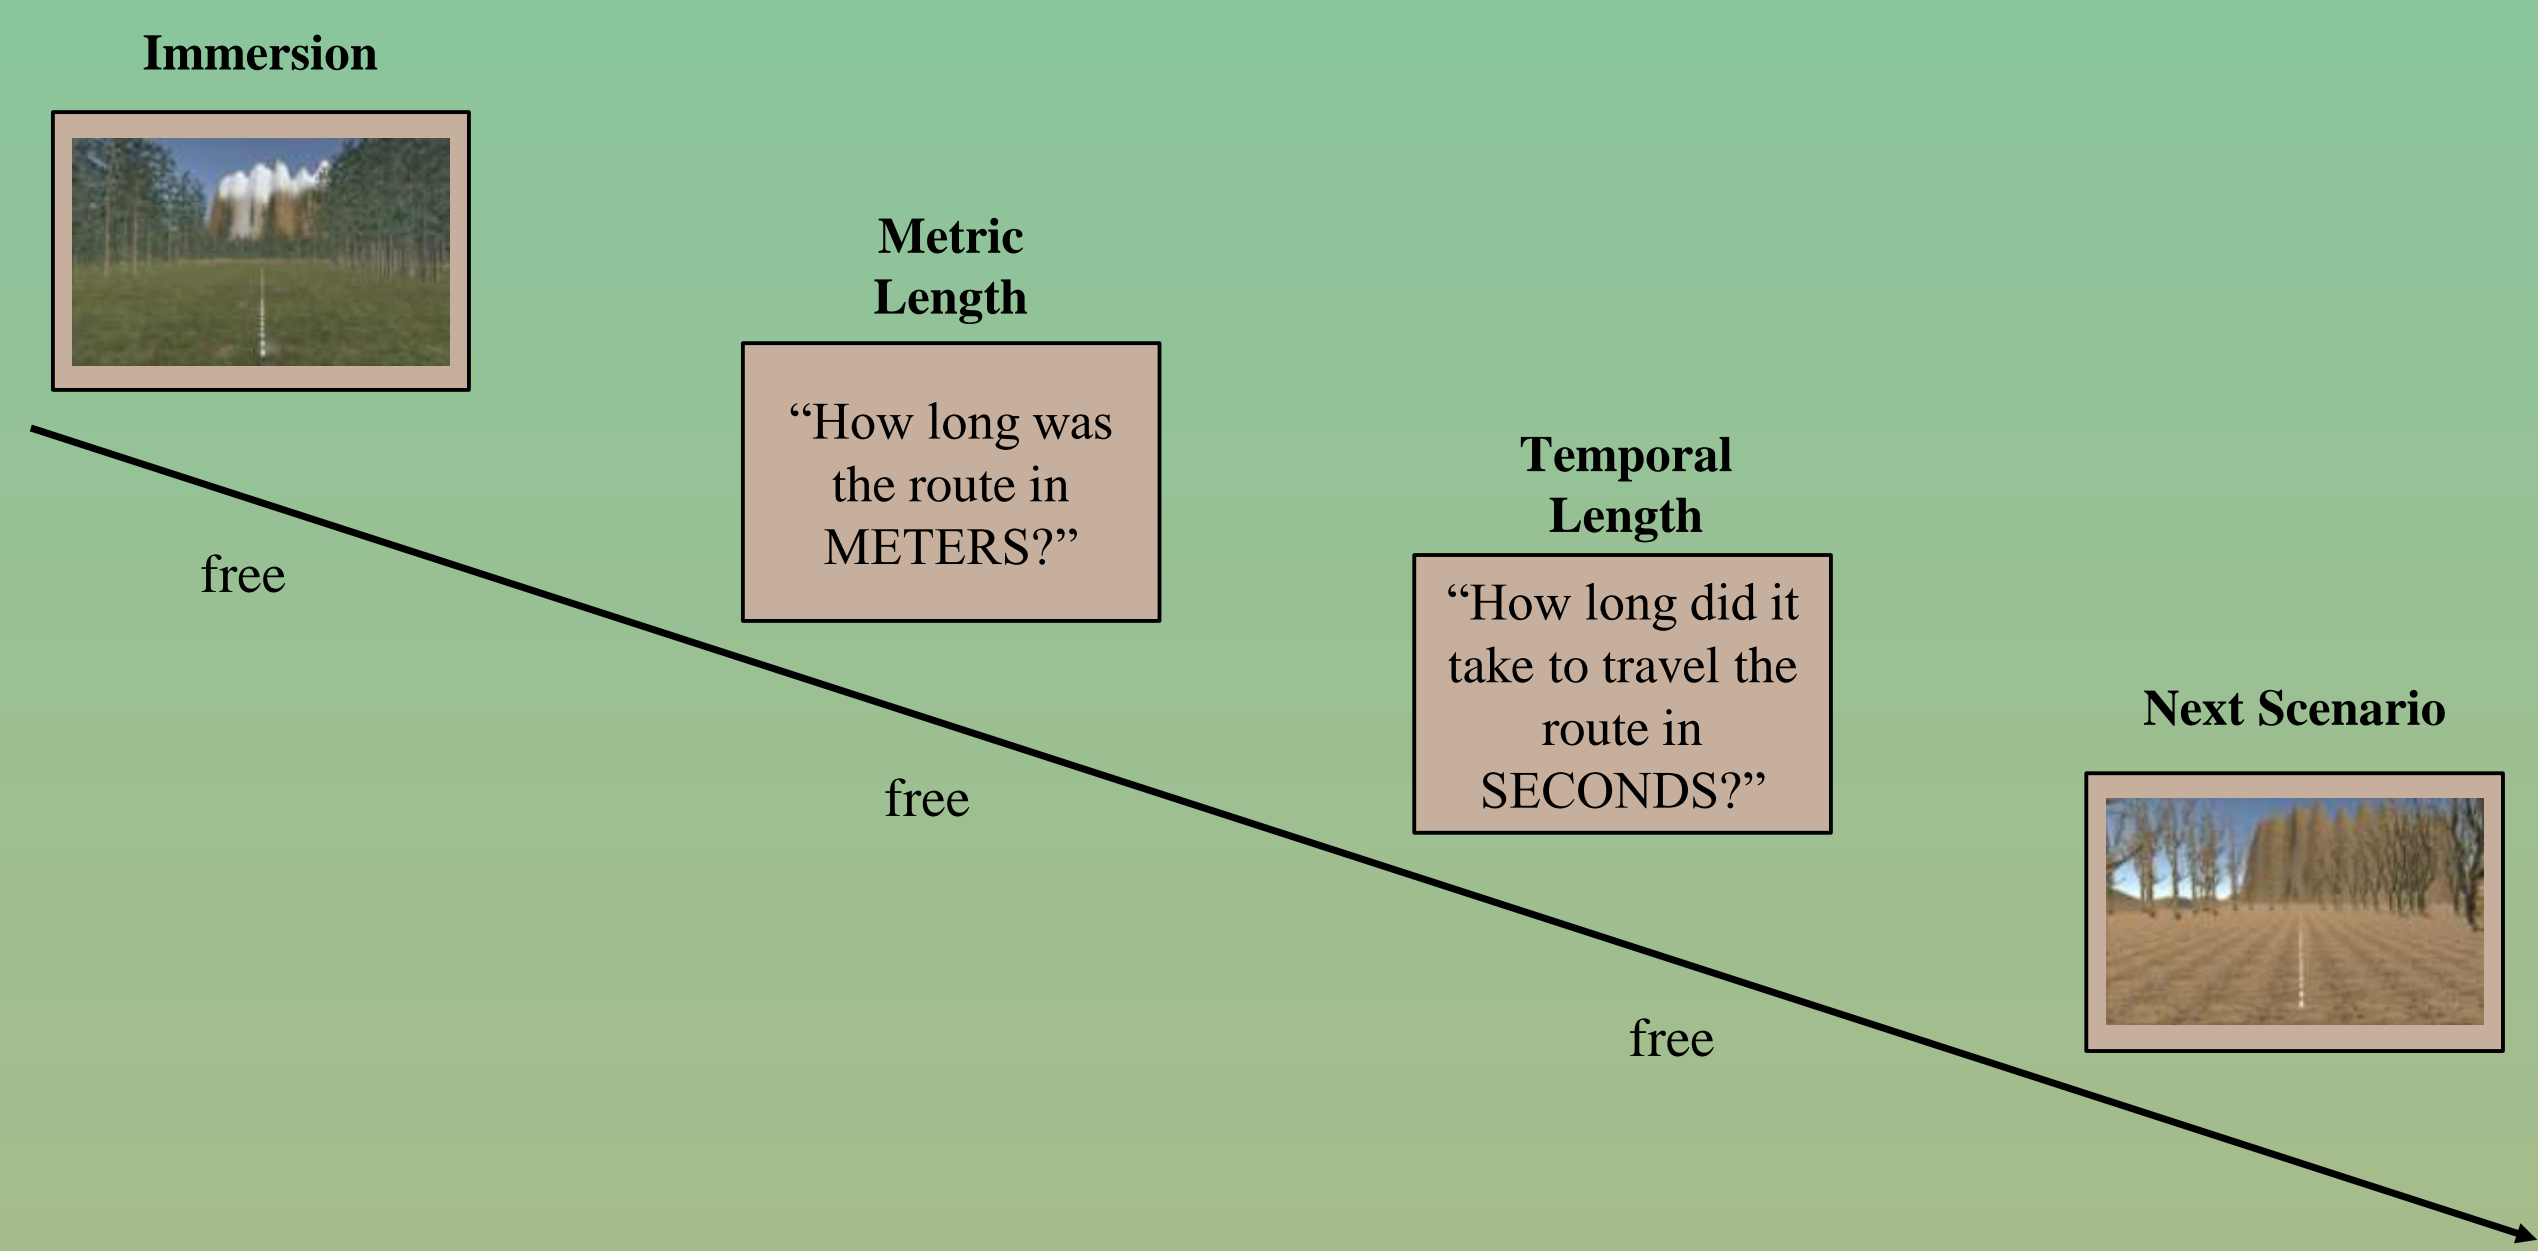 Immersion
Metric
Length
“How long was
the route in
METERS?”
Temporal
Length
“How long did it
take to travel the
route in
SECONDS?”
Next Scenario
free
free
free